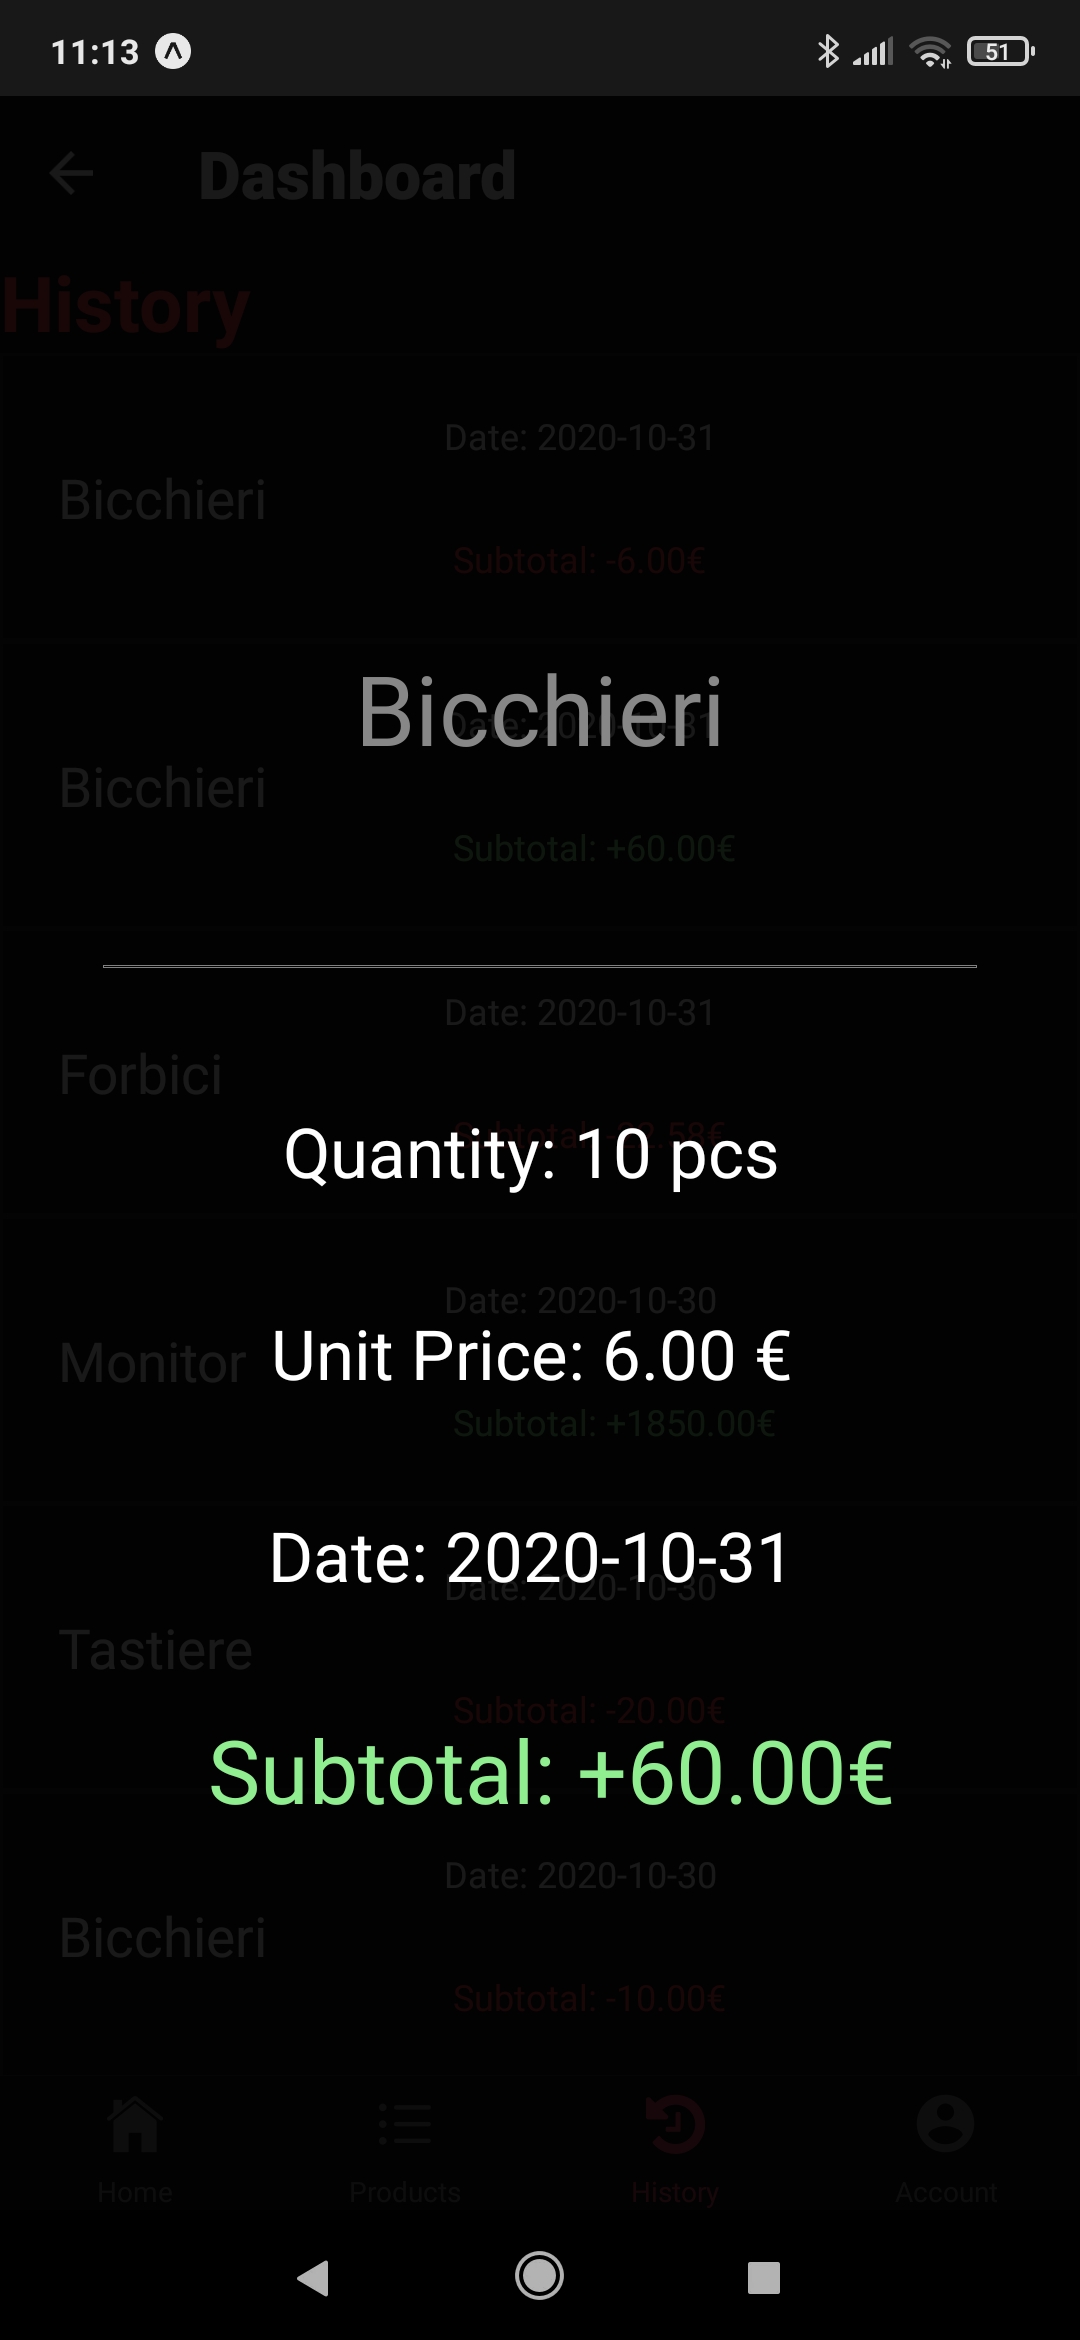 11:13
51
Dashboard
History
Date: 2020-10-31
Bicchieri
Subtotal: -6.00€
Bicchieri
Date: 2020-10-31
Bicchieri
Subtotal: +60.00€
Date: 2020-10-31
Forbici
Quantity: 10 pcs
Date: 2020-10-30
Monitor
Unit Price: 6.00 €
Subtotal: +1850.00€
Date: 2020-10-31
Date: 2020-10-30
Tastiere
Subtotal: -20.00€
Subtotal: +60.00€
Date: 2020-10-30
Bicchieri
Subtotal: -10.00€
Home
Products
History
Account